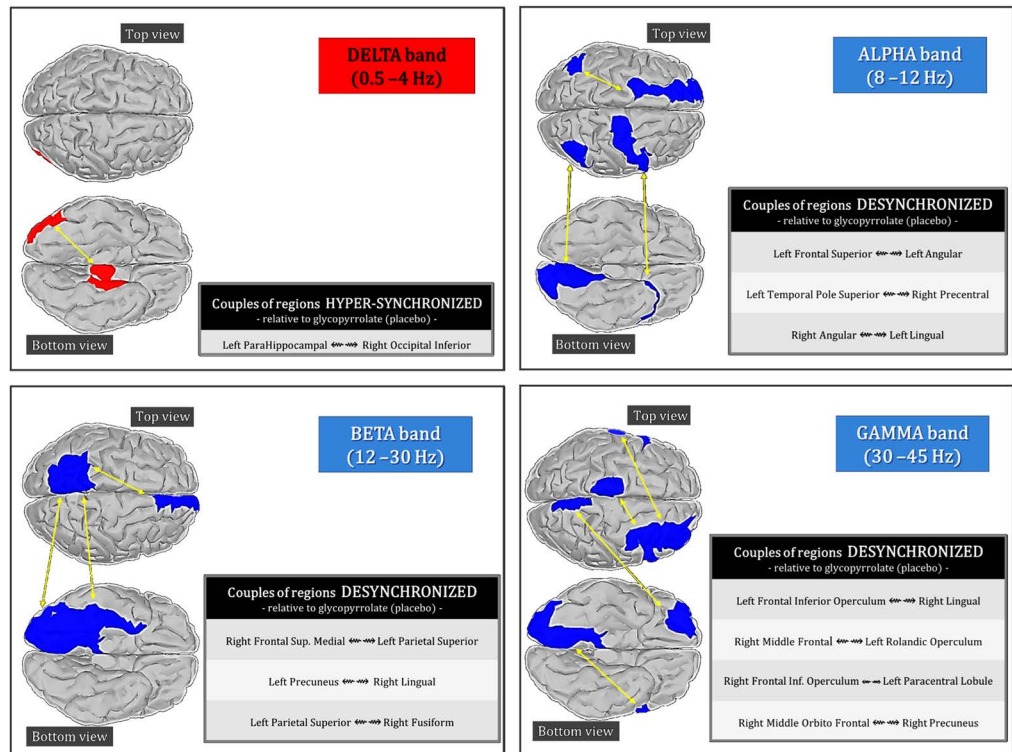 Top view
DELTA band
(0.5 –4 Hz)
Couples of regions HYPER-SYNCHRONIZED
- relative to glycopyrrolate (placebo) -
Left ParaHippocampal Right Occipital Inferior
Bottom view
Top view
ALPHA band
(8 –12 Hz)
Couples of regions DESYNCHRONIZED
- relative to glycopyrrolate (placebo) -
Left Frontal Superior Left Angular
Left Temporal Pole Superior Right Precentral
Right Angular Left Lingual
Bottom view
Top view
BETA band
(12 –30 Hz)
Couples of regions DESYNCHRONIZED
- relative to glycopyrrolate (placebo) -
Right Frontal Sup. Medial Left Parietal Superior
Left Precuneus Right Lingual
Left Parietal Superior Right Fusiform
Bottom view
Top view
GAMMA band
(30 –45 Hz)
Couples of regions DESYNCHRONIZED
- relative to glycopyrrolate (placebo) -
Left Frontal Inferior Operculum Right Lingual
Right Middle Frontal Left Rolandic Operculum
Right Frontal Inf. Operculum Left Paracentral Lobule
Right Middle Orbito Frontal Right Precuneus
Bottom view